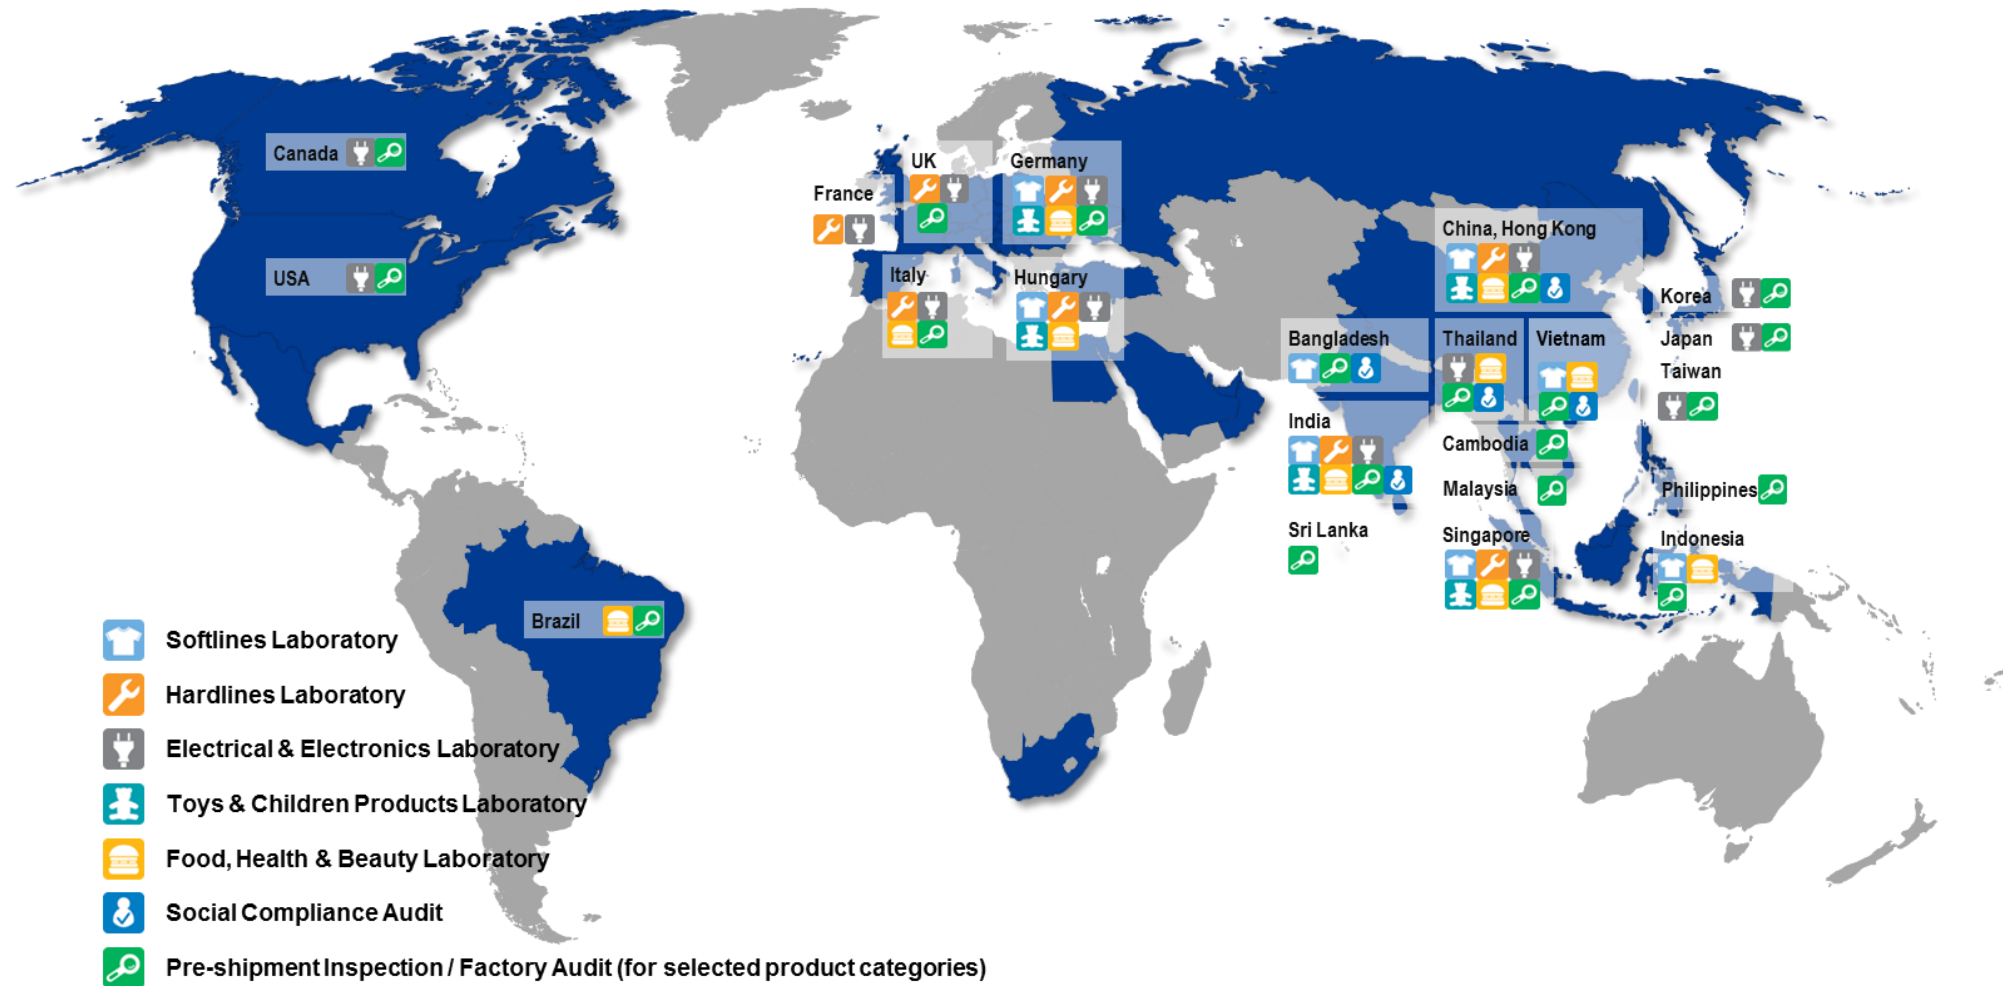 Canada
USA
France
UK
Germany
Italy
Hungary
China, Hong Kong
Korea
Japan
Taiwan
Bangladesh
Thailand
Vietnam
India
Cambodia
Malaysia
Philippines
Sri Lanka
Singapore
Indonesia
Brazil
Softlines Laboratory
Hardlines Laboratory
Electrical & Electronics Laboratory
Toys & Children Products Laboratory
Food, Health & Beauty Laboratory
Social Compliance Audit
Pre-shipment Inspection / Factory Audit (for selected product categories)